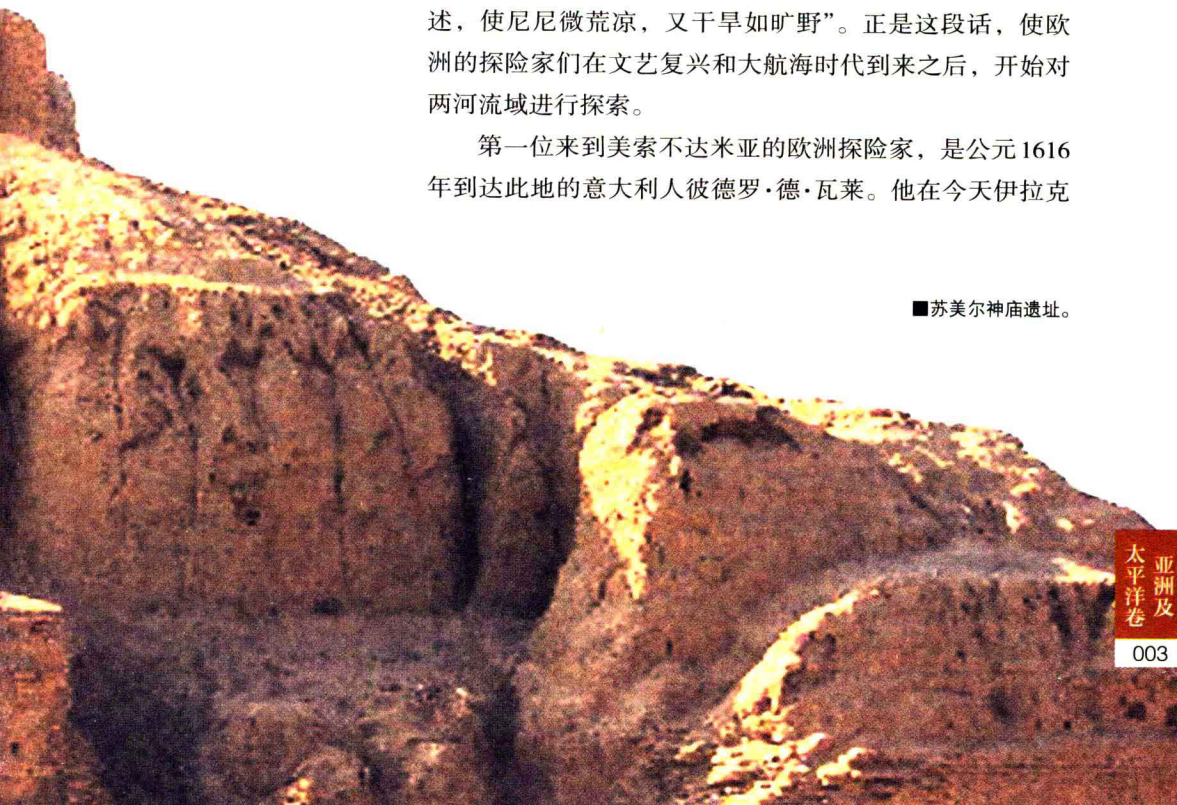 述，使尼尼微荒凉，又干旱如旷野”。正是这段话，使欧
洲的探险家们在文艺复兴和大航海时代到来之后，开始对
两河流域进行探索。
第一位来到美索不达米亚的欧洲探险家，是公元1616
年到达此地的意大利人彼德罗·德·瓦莱。他在今天伊拉克
■苏美尔神庙遗址。
亚洲及
太平洋卷
003